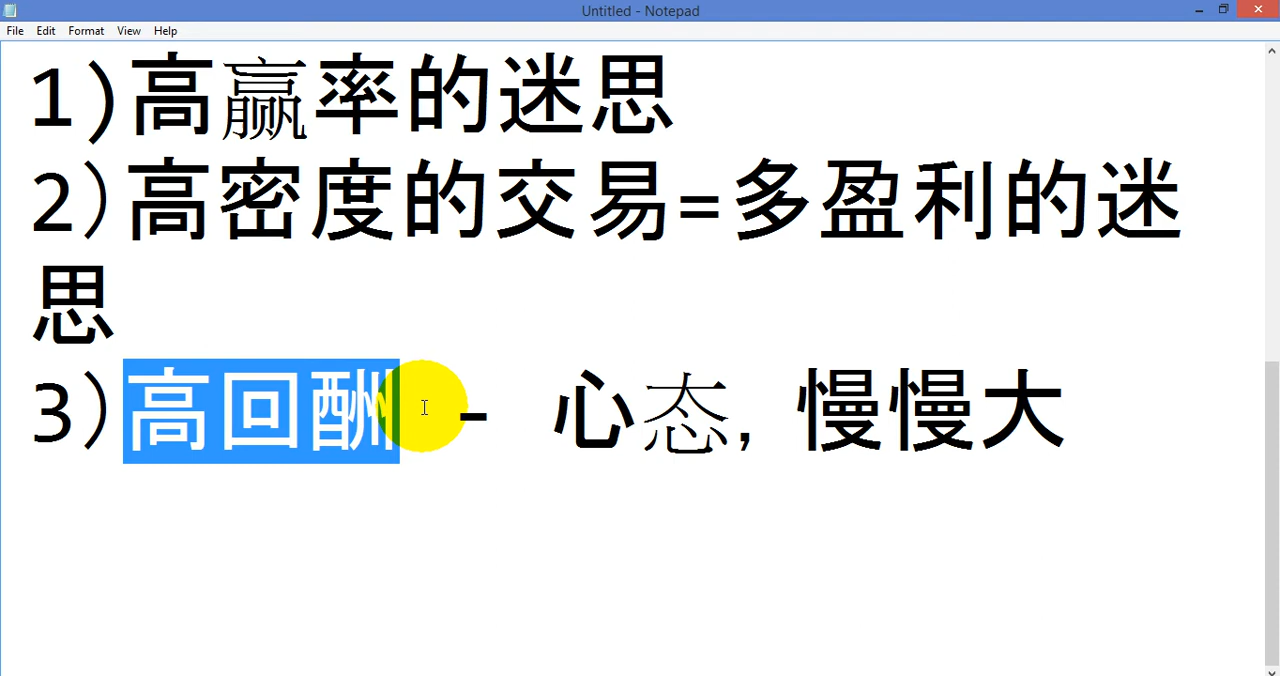 Untitled - Notepad
File Edit Format View Help
1)高赢率的迷思
2)高密度的交易=多盈利的迷
思
3)高回酬 - 心态,慢慢大